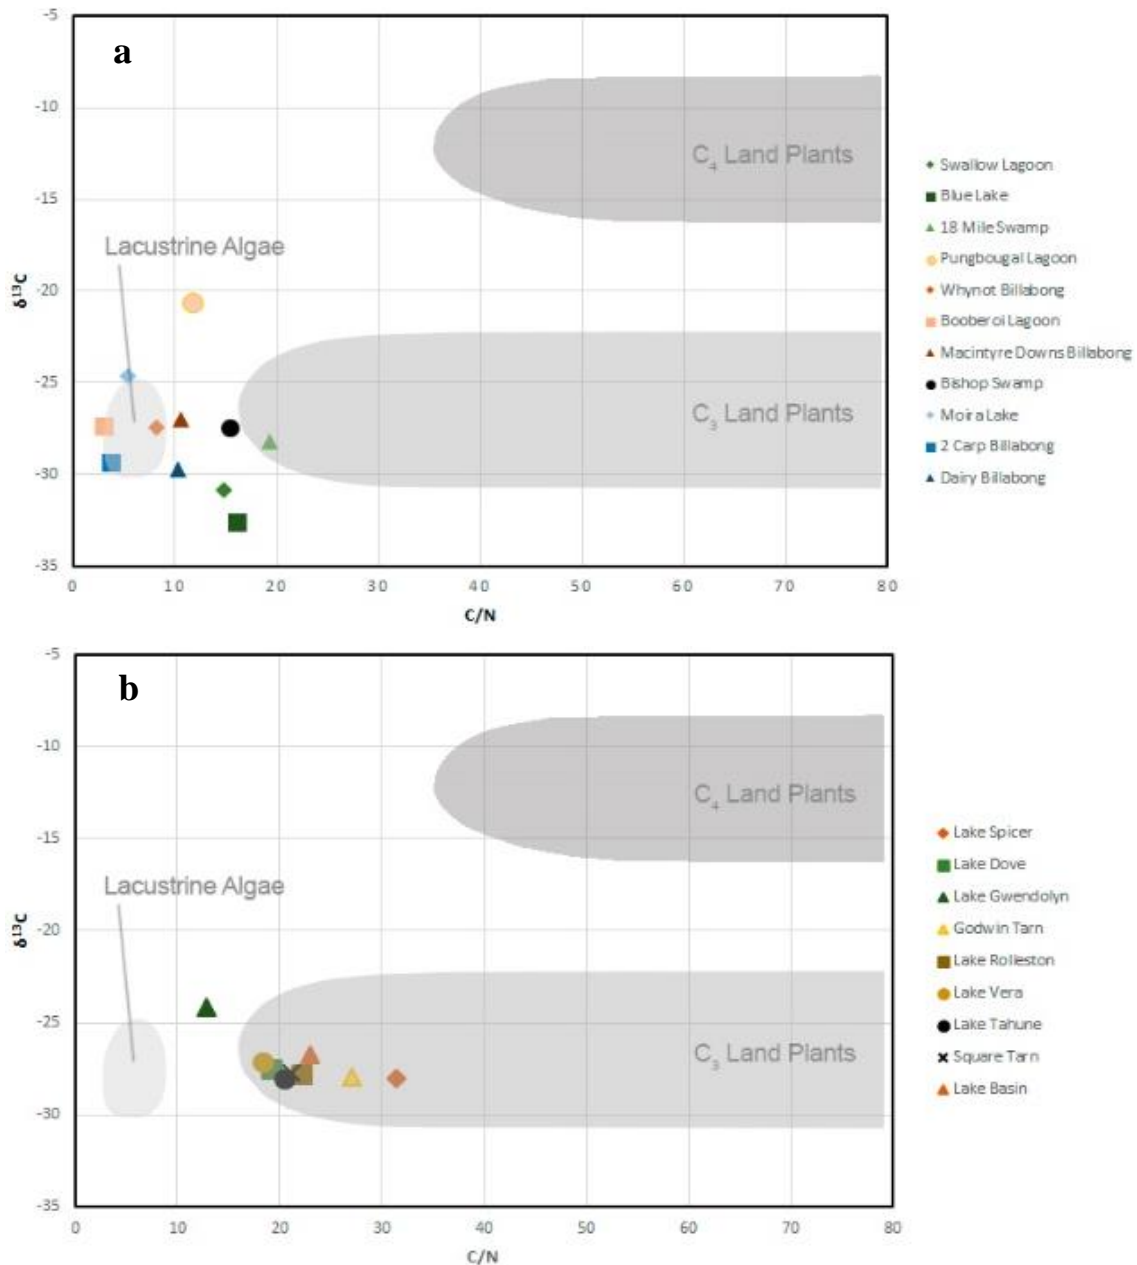 a
-5
-10
-15
-20
-25
-30
-35
δ¹³C
C₄ Land Plants
Lacustrine Algae
C₃ Land Plants
0 10 20 30 40 50 60 70 80
C/N
Swallow Lagoon
Blue Lake
18 Mile Swamp
Pungbougal Lagoon
Whynot Billabong
Booberoi Lagoon
Macintyre Downs Billabong
Bishop Swamp
Moira Lake
2 Carp Billabong
Dairy Billabong
b
-5
-10
-15
-20
-25
-30
-35
δ¹³C
C₄ Land Plants
Lacustrine Algae
C₃ Land Plants
0 10 20 30 40 50 60 70 80
C/N
Lake Spicer
Lake Dove
Lake Gwendolyn
Godwin Tarn
Lake Rolleston
Lake Vera
Lake Tahune
Square Tarn
Lake Basin